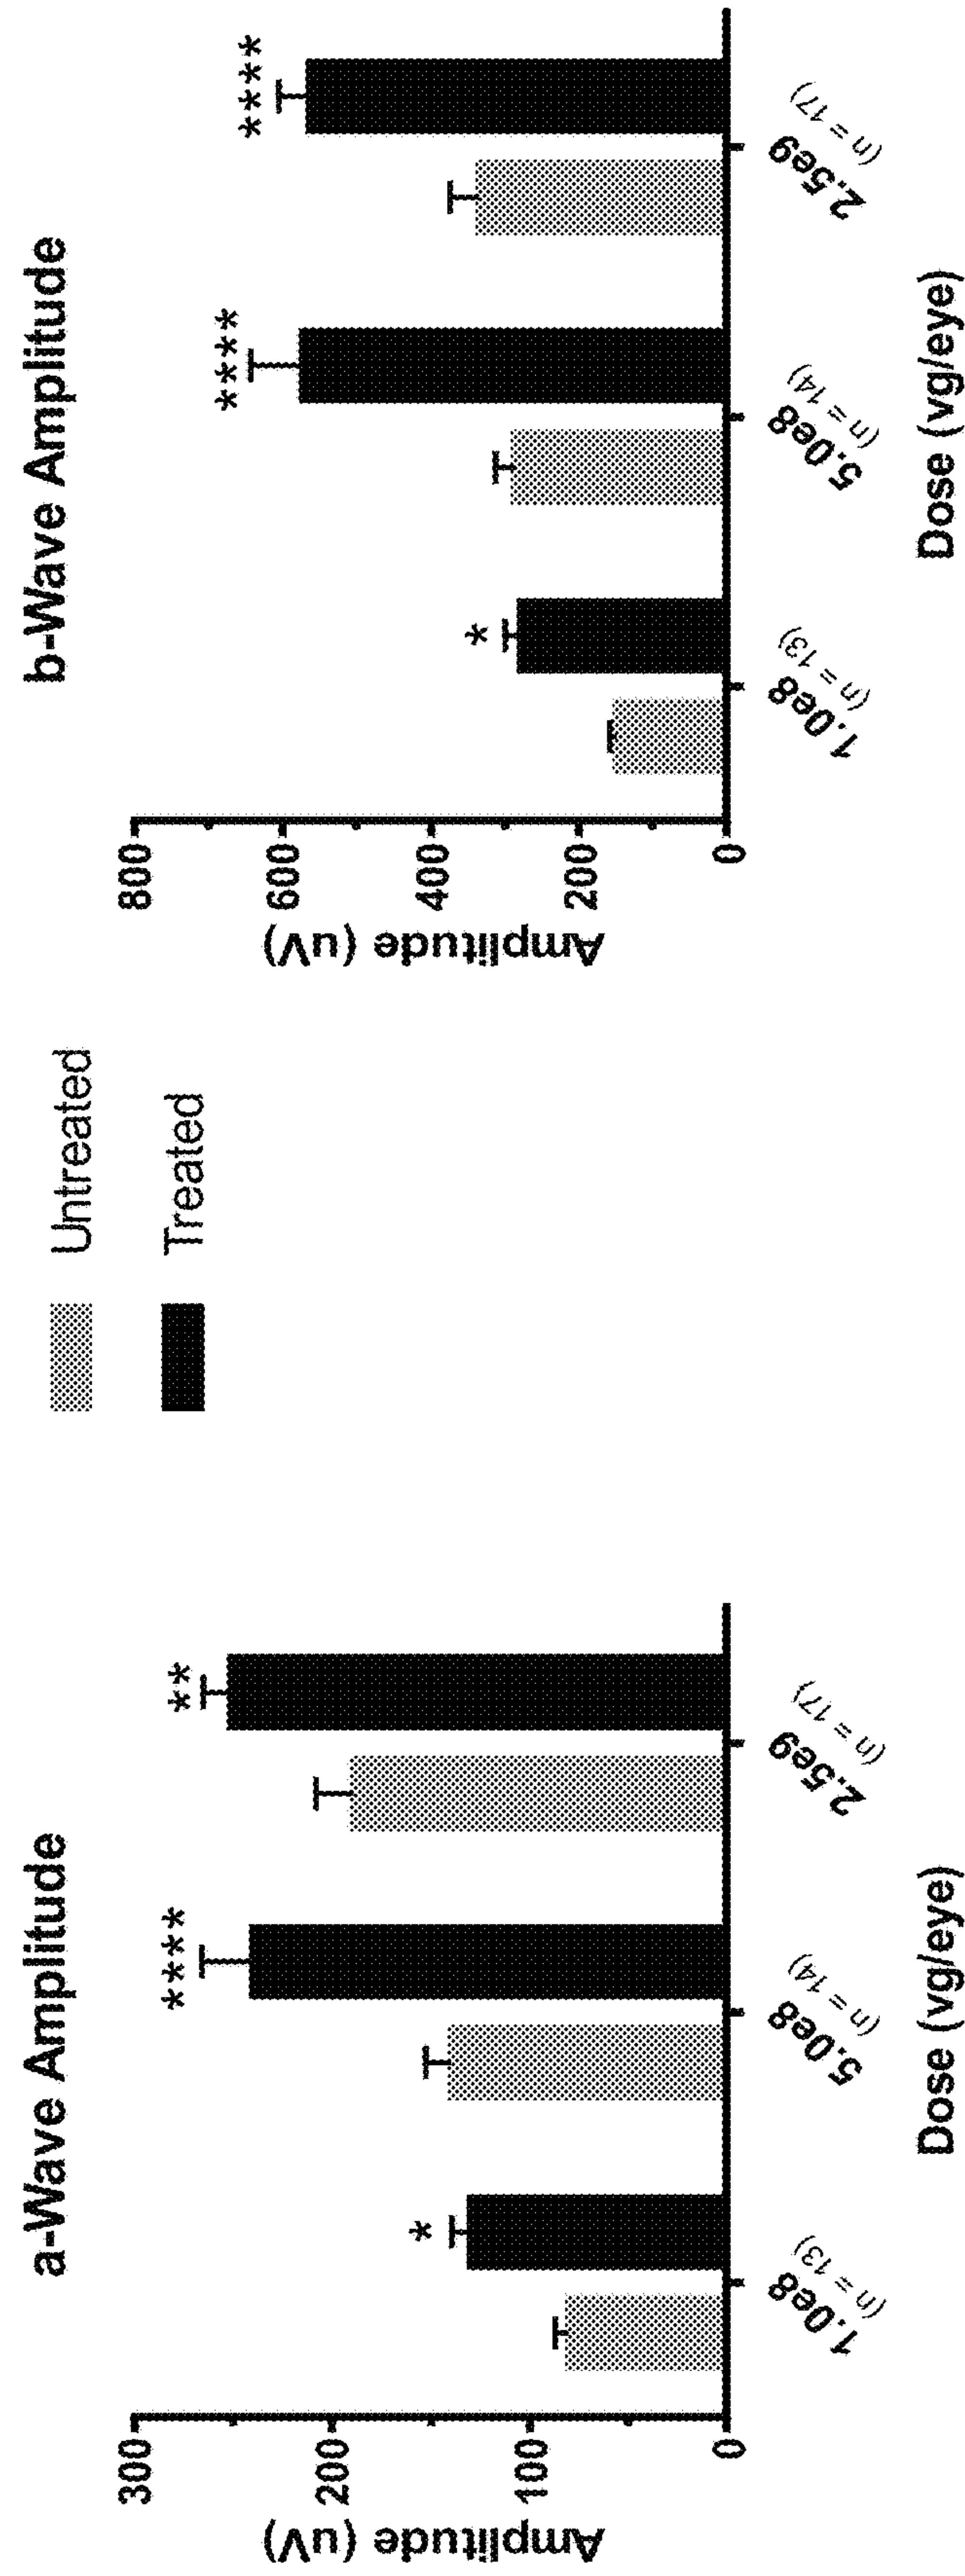 a-Wave Amplitude
Amplitude (uV)
300
200
100
0
*
****
**
1.0e8
(n = 13)
5.0e8
(n = 14)
2.5e9
(n = 17)
Dose (vg/eye)
Untreated
Treated
b-Wave Amplitude
Amplitude (uV)
800
600
400
200
0
*
****
****
1.0e8
(n = 13)
5.0e8
(n = 14)
2.5e9
(n = 17)
Dose (vg/eye)